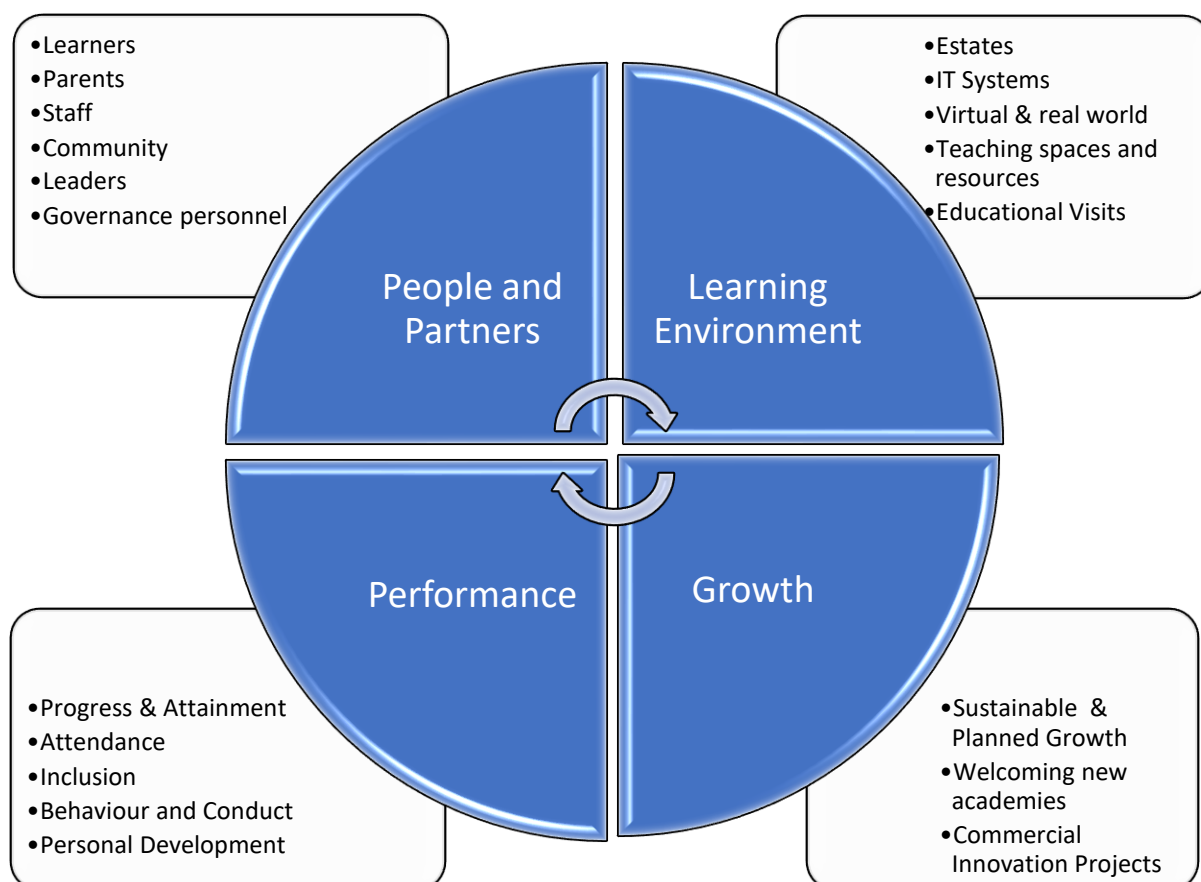 •Learners
•Parents
•Staff
•Community
•Leaders
•Governance personnel
•Estates
•IT Systems
•Virtual & real world
•Teaching spaces and
resources
•Educational Visits
People and
Partners
Learning
Environment
Performance
Growth
•Progress & Attainment
•Attendance
•Inclusion
•Behaviour and Conduct
•Personal Development
•Sustainable &
Planned Growth
•Welcoming new
academies
•Commercial
Innovation Projects